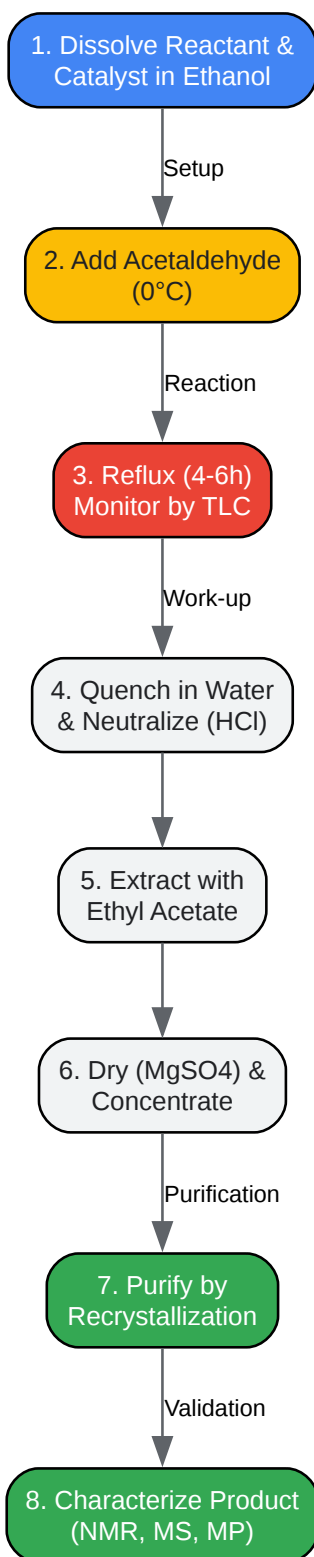 1. Dissolve Reactant &
Catalyst in Ethanol
Setup
2. Add Acetaldehyde
(0°C)
Reaction
3. Reflux (4-6h)
Monitor by TLC
Work-up
4. Quench in Water
& Neutralize (HCl)
5. Extract with
Ethyl Acetate
6. Dry (MgSO4) &
Concentrate
Purification
7. Purify by
Recrystallization
Validation
8. Characterize Product
(NMR, MS, MP)